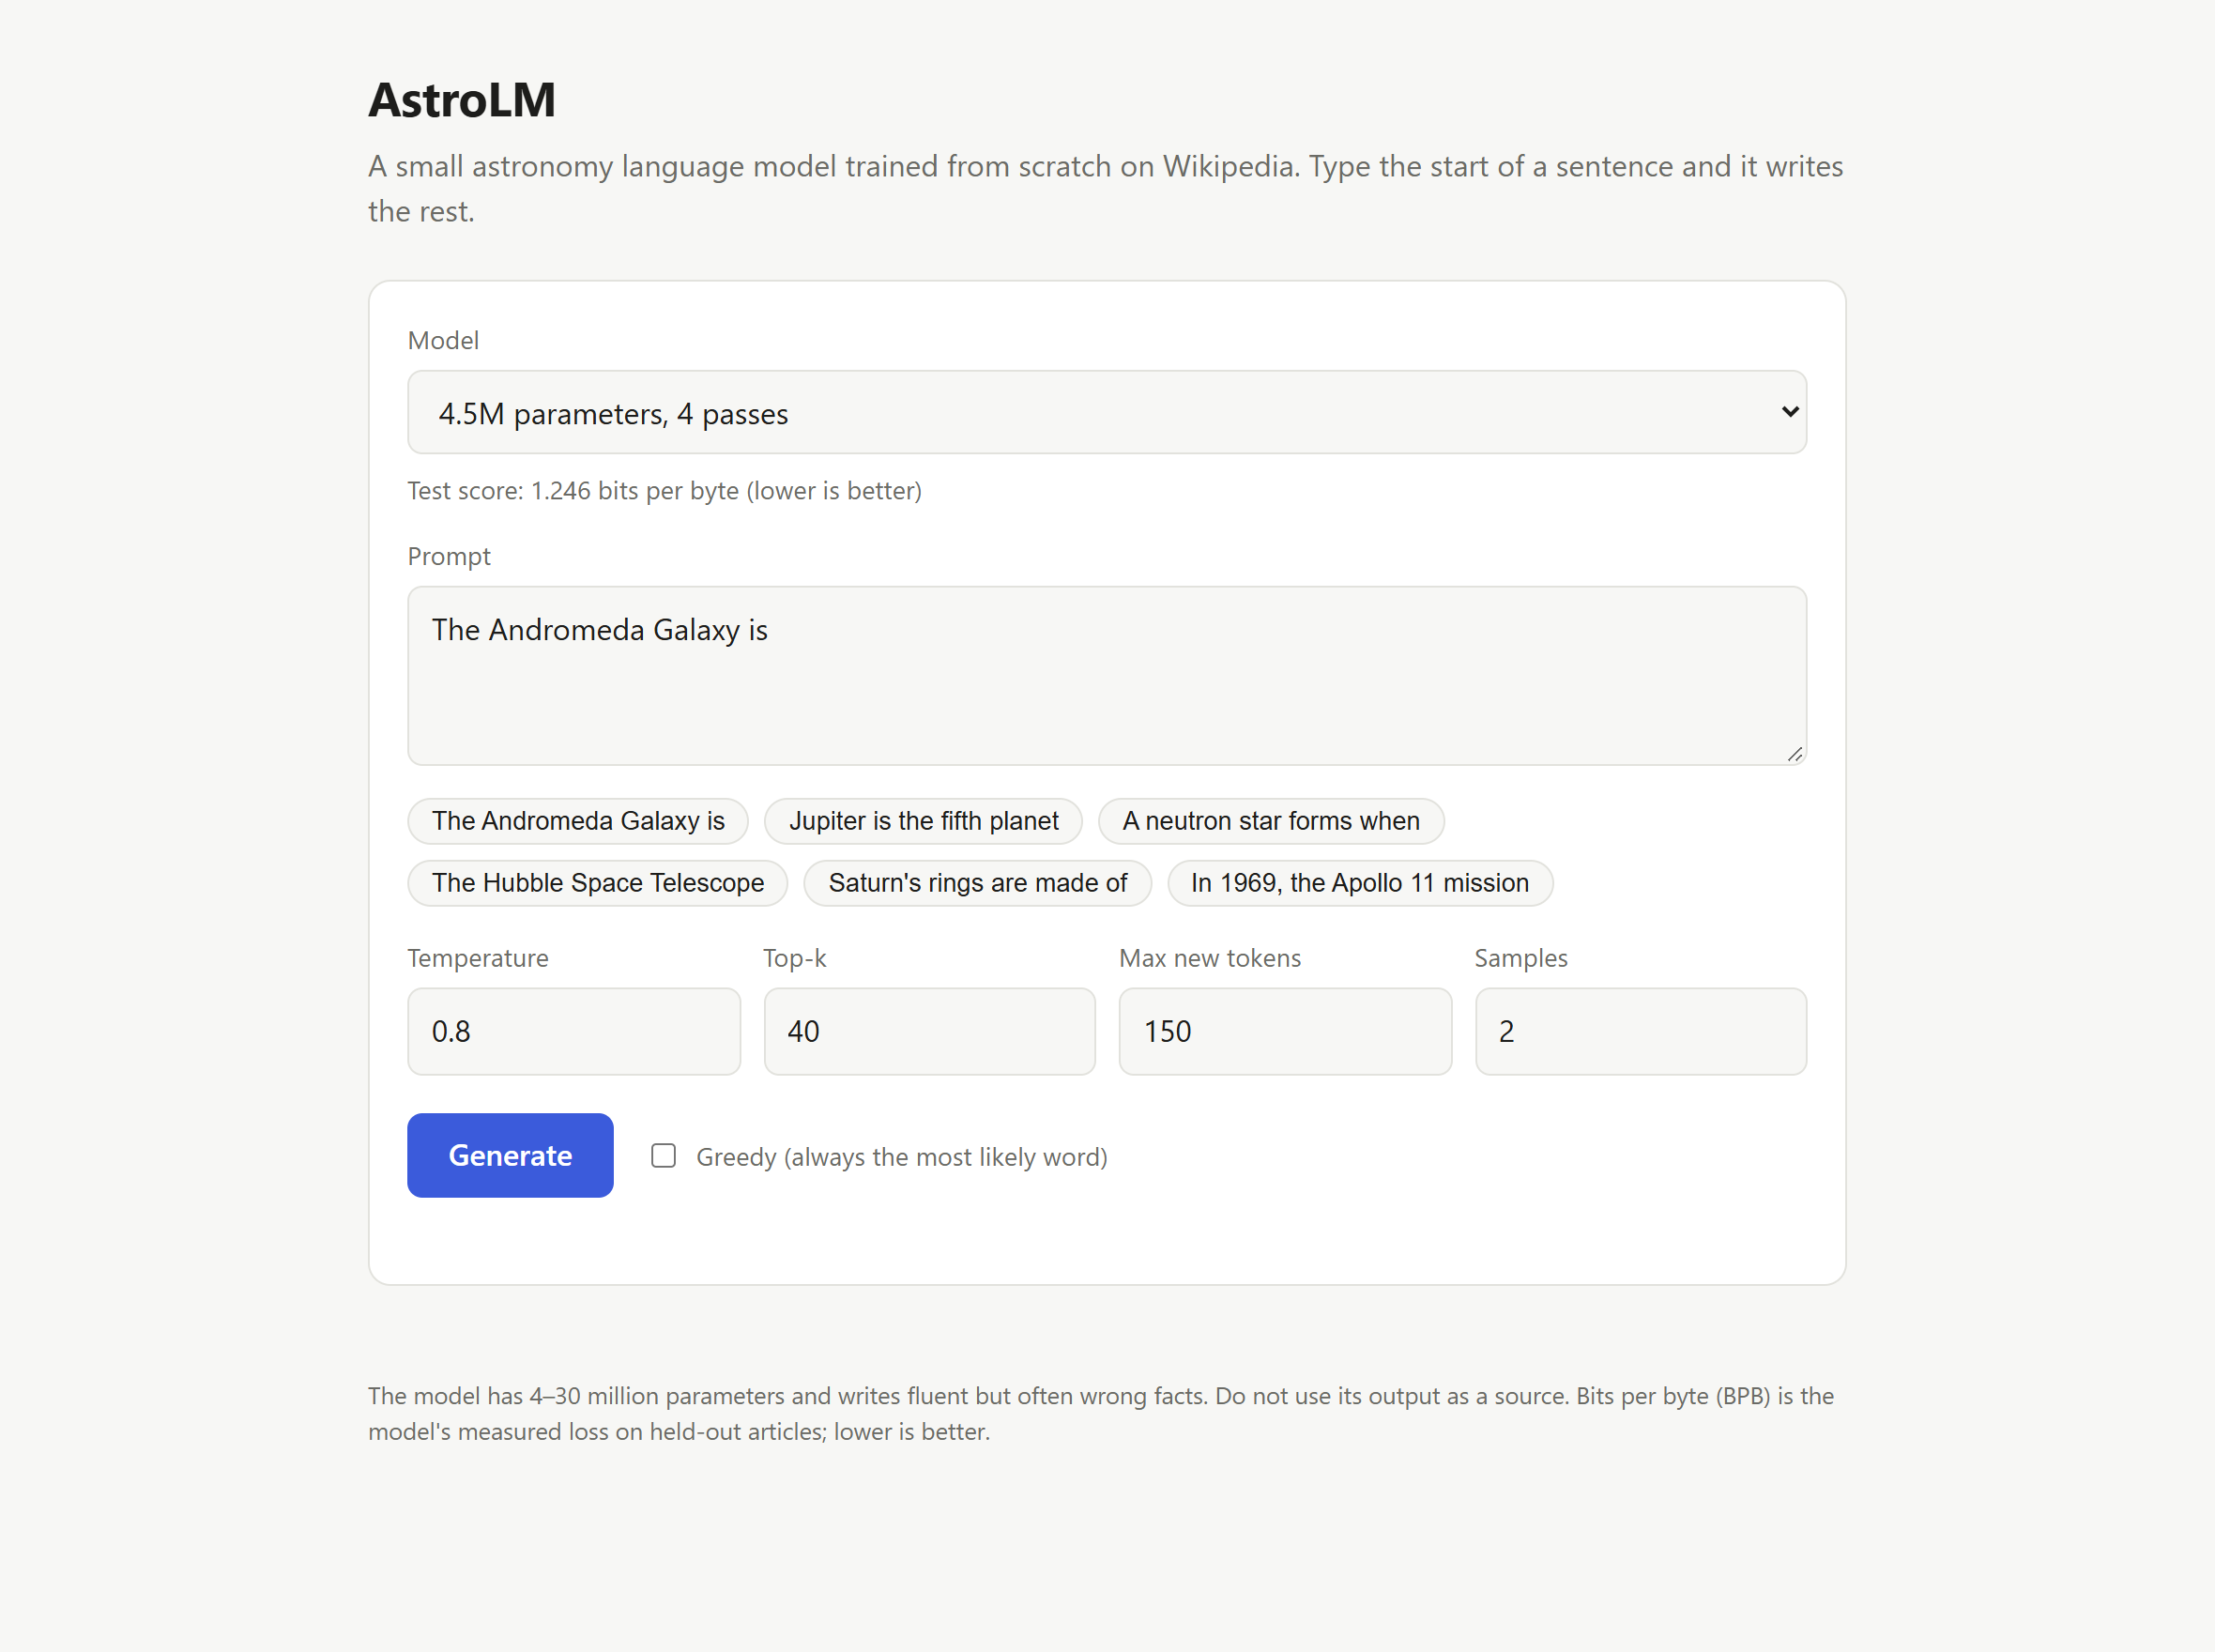 AstroLM
A small astronomy language model trained from scratch on Wikipedia. Type the start of a sentence and it writes
the rest.
Model
4.5M parameters, 4 passes
Test score: 1.246 bits per byte (lower is better)
Prompt
The Andromeda Galaxy is
The Andromeda Galaxy is
Jupiter is the fifth planet
A neutron star forms when
The Hubble Space Telescope
Saturn's rings are made of
In 1969, the Apollo 11 mission
Temperature
Top-k
Max new tokens
Samples
0.8
40
150
2
Generate
Greedy (always the most likely word)
The model has 4–30 million parameters and writes fluent but often wrong facts. Do not use its output as a source. Bits per byte (BPB) is the
model's measured loss on held-out articles; lower is better.